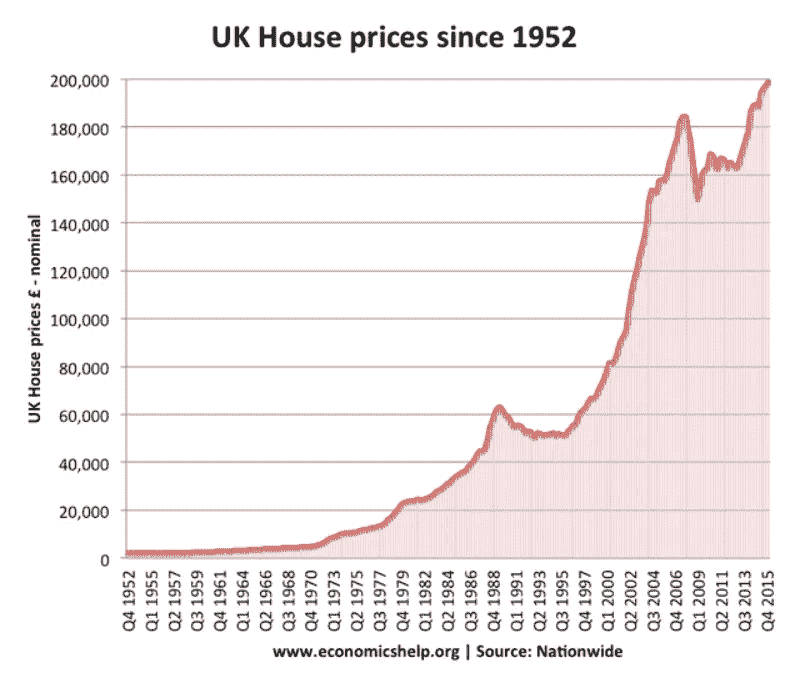 UK House prices since 1952
UK House prices £ - nominal
200,000
180,000
160,000
140,000
120,000
100,000
80,000
60,000
40,000
20,000
0
Q4 1952
Q1 1955
Q2 1957
Q3 1959
Q4 1961
Q1 1964
Q2 1966
Q3 1968
Q4 1970
Q1 1973
Q2 1975
Q3 1977
Q4 1979
Q1 1982
Q2 1984
Q3 1986
Q4 1988
Q1 1991
Q2 1993
Q3 1995
Q4 1997
Q1 2000
Q2 2002
Q3 2004
Q4 2006
Q1 2009
Q2 2011
Q3 2013
Q4 2015
www.economicshelp.org | Source: Nationwide